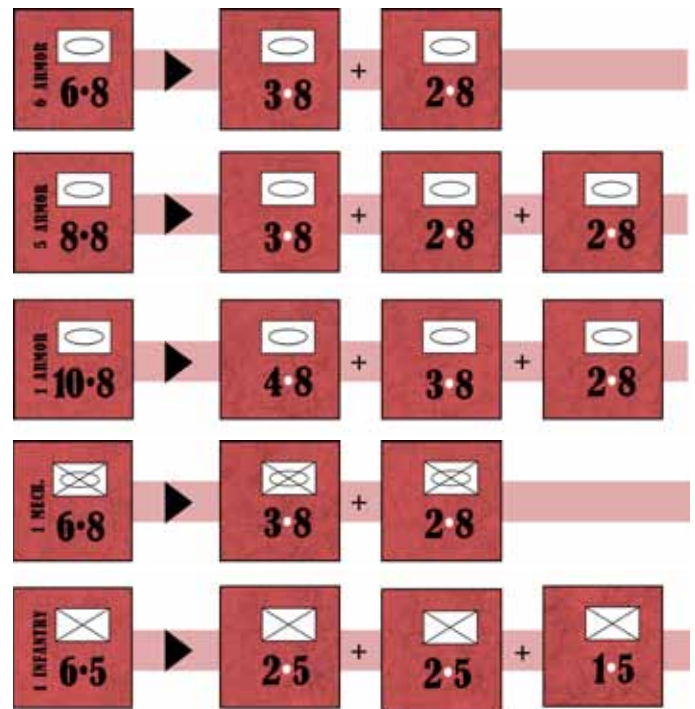 6 ARMOR 6•8 ▶ 3•8 + 2•8
5 ARMOR 8•8 ▶ 3•8 + 2•8 + 2•8
1 ARMOR 10•8 ▶ 4•8 + 3•8 + 2•8
1 MECH. 6•8 ▶ 3•8 + 2•8
1 INFANTRY 6•5 ▶ 2•5 + 2•5 + 1•5